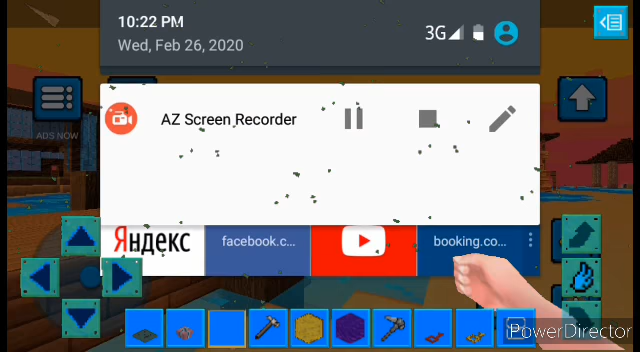 10:22 PM
Wed, Feb 26, 2020
3G
AZ Screen Recorder
ADS NOW
Яндекс
facebook.c...
booking.co...
PowerDirector